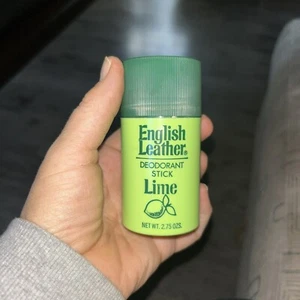 English
Leather®
DEODORANT
STICK
Lime
NET WT. 2.75 OZS.